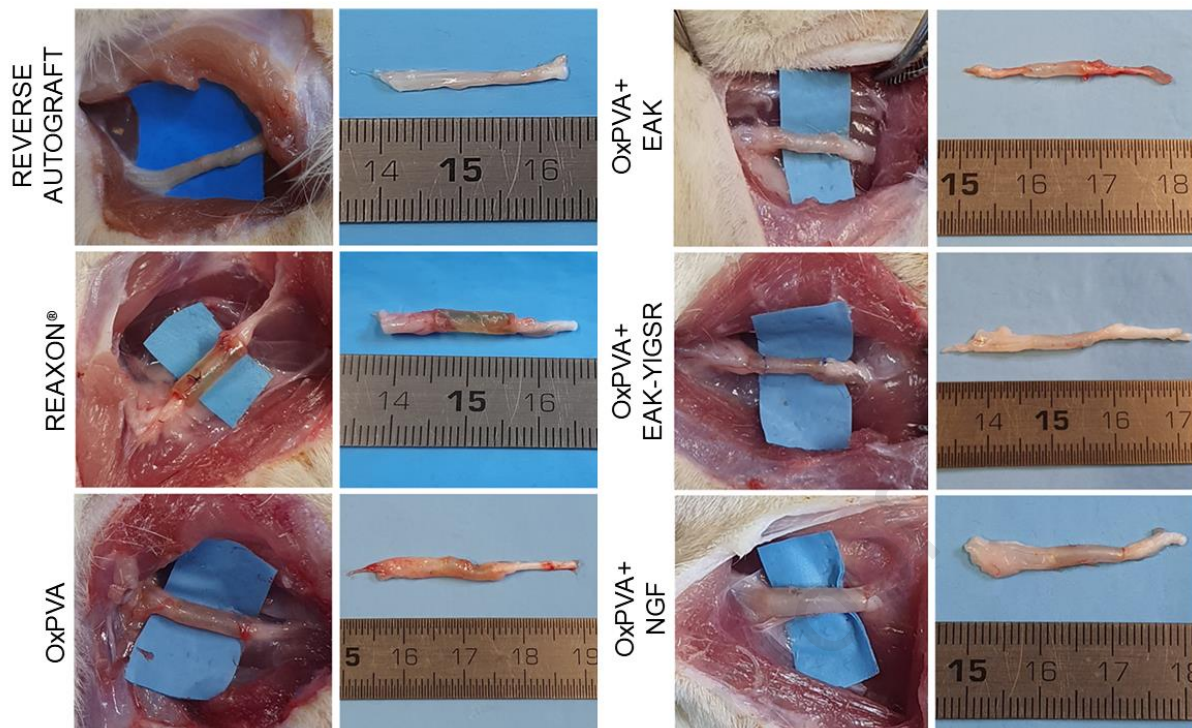 REVERSE
AUTOGRAFT
14 15 16
OxPVA+
EAK
15 16 17 18
REAXON®
14 15 16
OxPVA+
EAK-YIGSR
14 15 16 17
OxPVA
5 16 17 18 19
OxPVA+
NGF
15 16 17 18